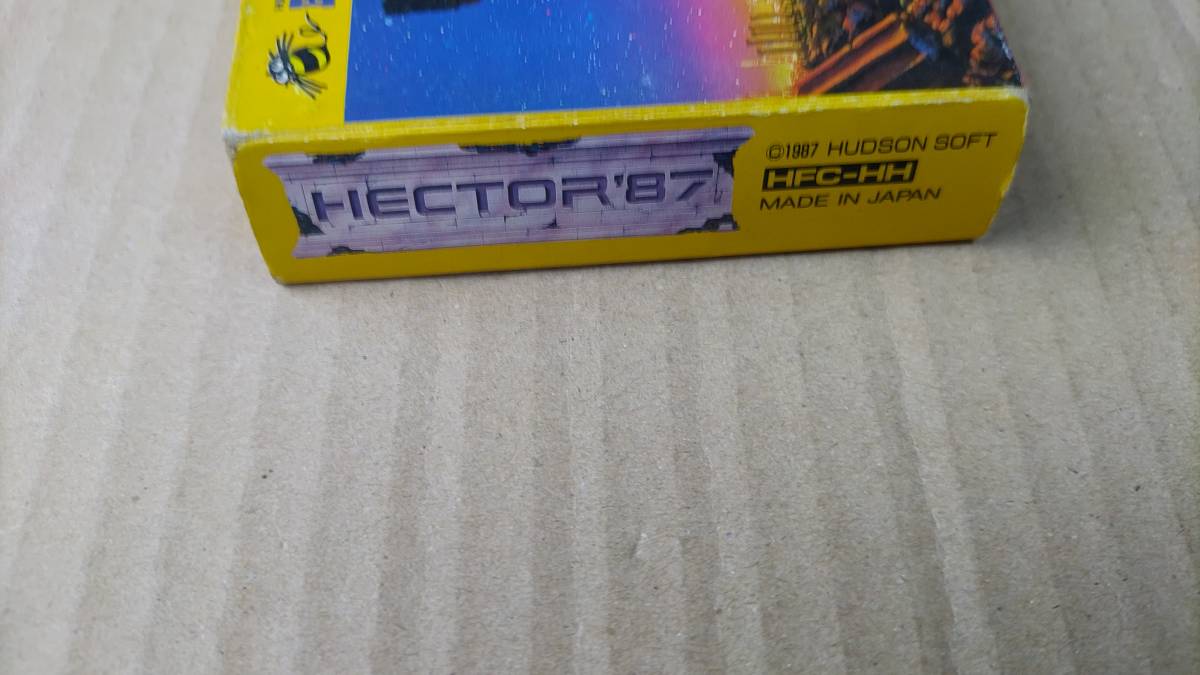 HECTOR'87
©1987 HUDSON SOFT
HFC-HH
MADE IN JAPAN